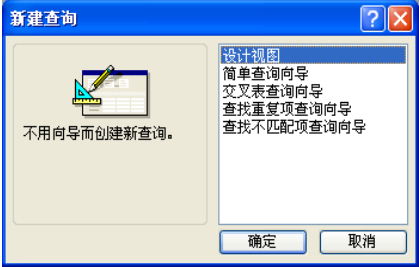 新建查询
不用向导而创建新查询。
设计视图
简单查询向导
交叉表查询向导
查找重复项查询向导
查找不匹配项查询向导
确定
取消